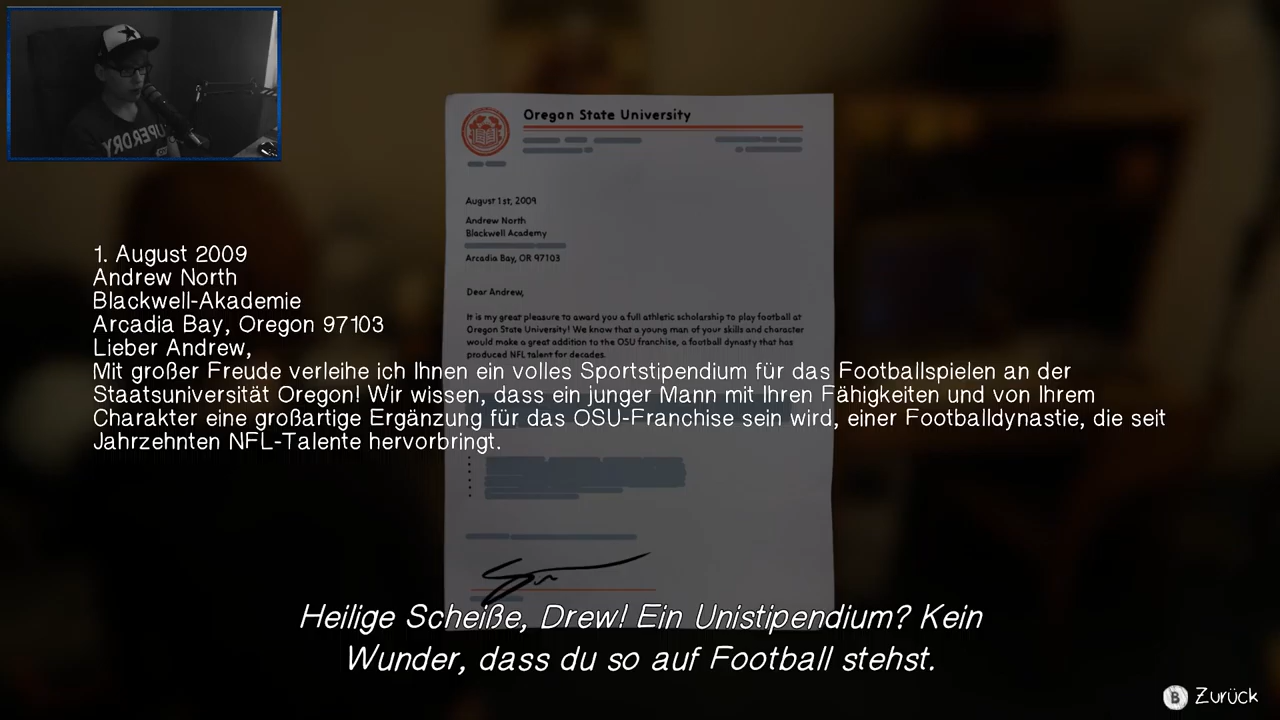 SUPERDRY
Oregon State University
August 1st, 2009
Andrew North
Blackwell Academy
Arcadia Bay, OR 97103
Dear Andrew,
It is my great pleasure to award you a full athletic scholarship to play football at
Oregon State University! We know that a young man of your skills and character
would make a great addition to the OSU franchise, a football dynasty that has
produced NFL talent for decades.
1. August 2009
Andrew North
Blackwell-Akademie
Arcadia Bay, Oregon 97103
Lieber Andrew,
Mit großer Freude verleihe ich Ihnen ein volles Sportstipendium für das Footballspielen an der
Staatsuniversität Oregon! Wir wissen, dass ein junger Mann mit Ihren Fähigkeiten und von Ihrem
Charakter eine großartige Ergänzung für das OSU-Franchise sein wird, einer Footballdynastie, die seit
Jahrzehnten NFL-Talente hervorbringt.
Heilige Scheiße, Drew! Ein Unistipendium? Kein
Wunder, dass du so auf Football stehst.
B Zurück